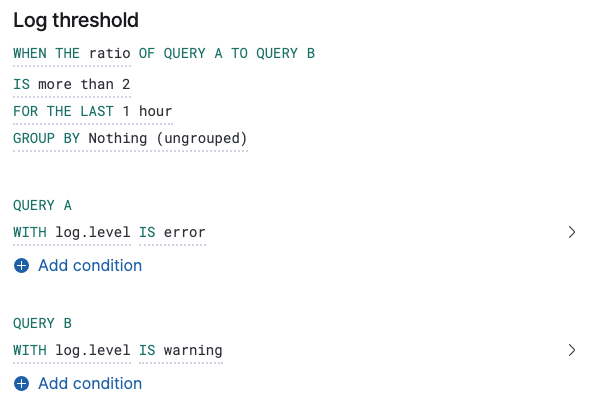 Log threshold
WHEN THE ratio OF QUERY A TO QUERY B
IS more than 2
FOR THE LAST 1 hour
GROUP BY Nothing (ungrouped)
QUERY A
WITH log.level IS error
Add condition
QUERY B
WITH log.level IS warning
Add condition